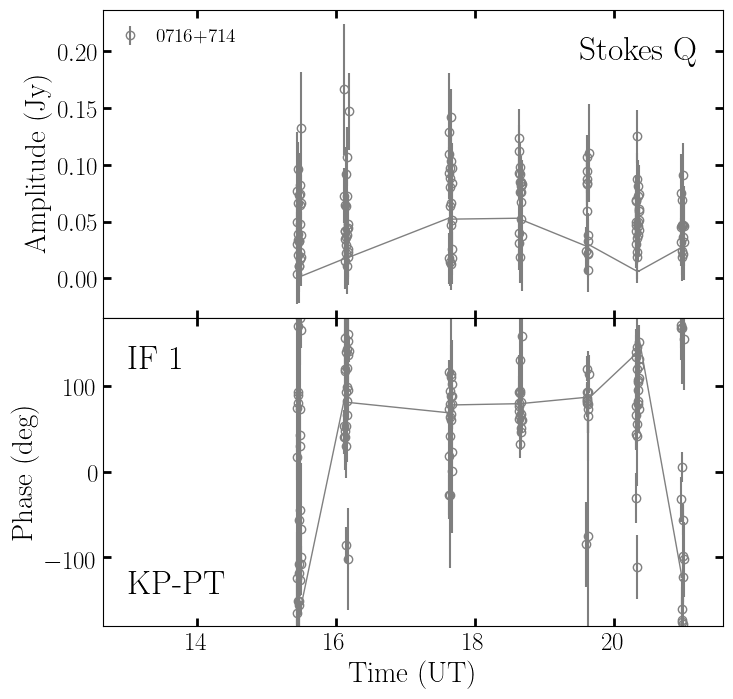 0716+714
Stokes Q
0.20
0.15
0.10
0.05
0.00
Amplitude (Jy)
IF 1
100
0
−100
Phase (deg)
KP-PT
14
16
18
20
Time (UT)